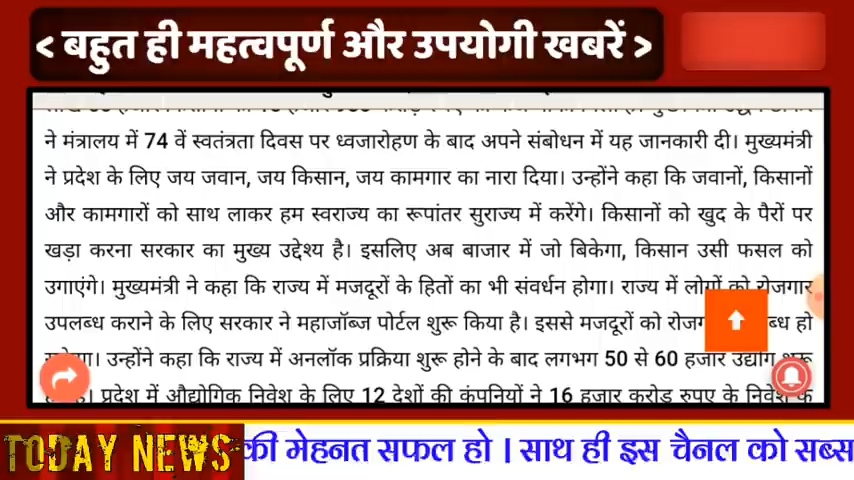 < बहुत ही महत्वपूर्ण और उपयोगी खबरें >
ने मंत्रालय में 74 वें स्वतंत्रता दिवस पर ध्वजारोहण के बाद अपने संबोधन में यह जानकारी दी। मुख्यमंत्री
ने प्रदेश के लिए जय जवान, जय किसान, जय कामगार का नारा दिया। उन्होंने कहा कि जवानों, किसानों
और कामगारों को साथ लाकर हम स्वराज्य का रूपांतर सुराज्य में करेंगे। किसानों को खुद के पैरों पर
खड़ा करना सरकार का मुख्य उद्देश्य है। इसलिए अब बाजार में जो बिकेगा, किसान उसी फसल को
उगाएंगे। मुख्यमंत्री ने कहा कि राज्य में मजदूरों के हितों का भी संवर्धन होगा। राज्य में लोगों को रोजगार
उपलब्ध कराने के लिए सरकार ने महाजॉब्ज पोर्टल शुरू किया है। इससे मजदूरों को हो
उन्होंने कहा कि राज्य में अनलॉक प्रक्रिया शुरू होने के बाद लगभग 50 से 60 हजार उद्योग शुरू
प्रदेश में औद्योगिक निवेश के लिए 12 देशों की कंपनियों ने 16 हजार करोड़ रुपए के निवेश के
TODAY NEWS की मेहनत सफल हो । साथ ही इस चैनल को सब्स